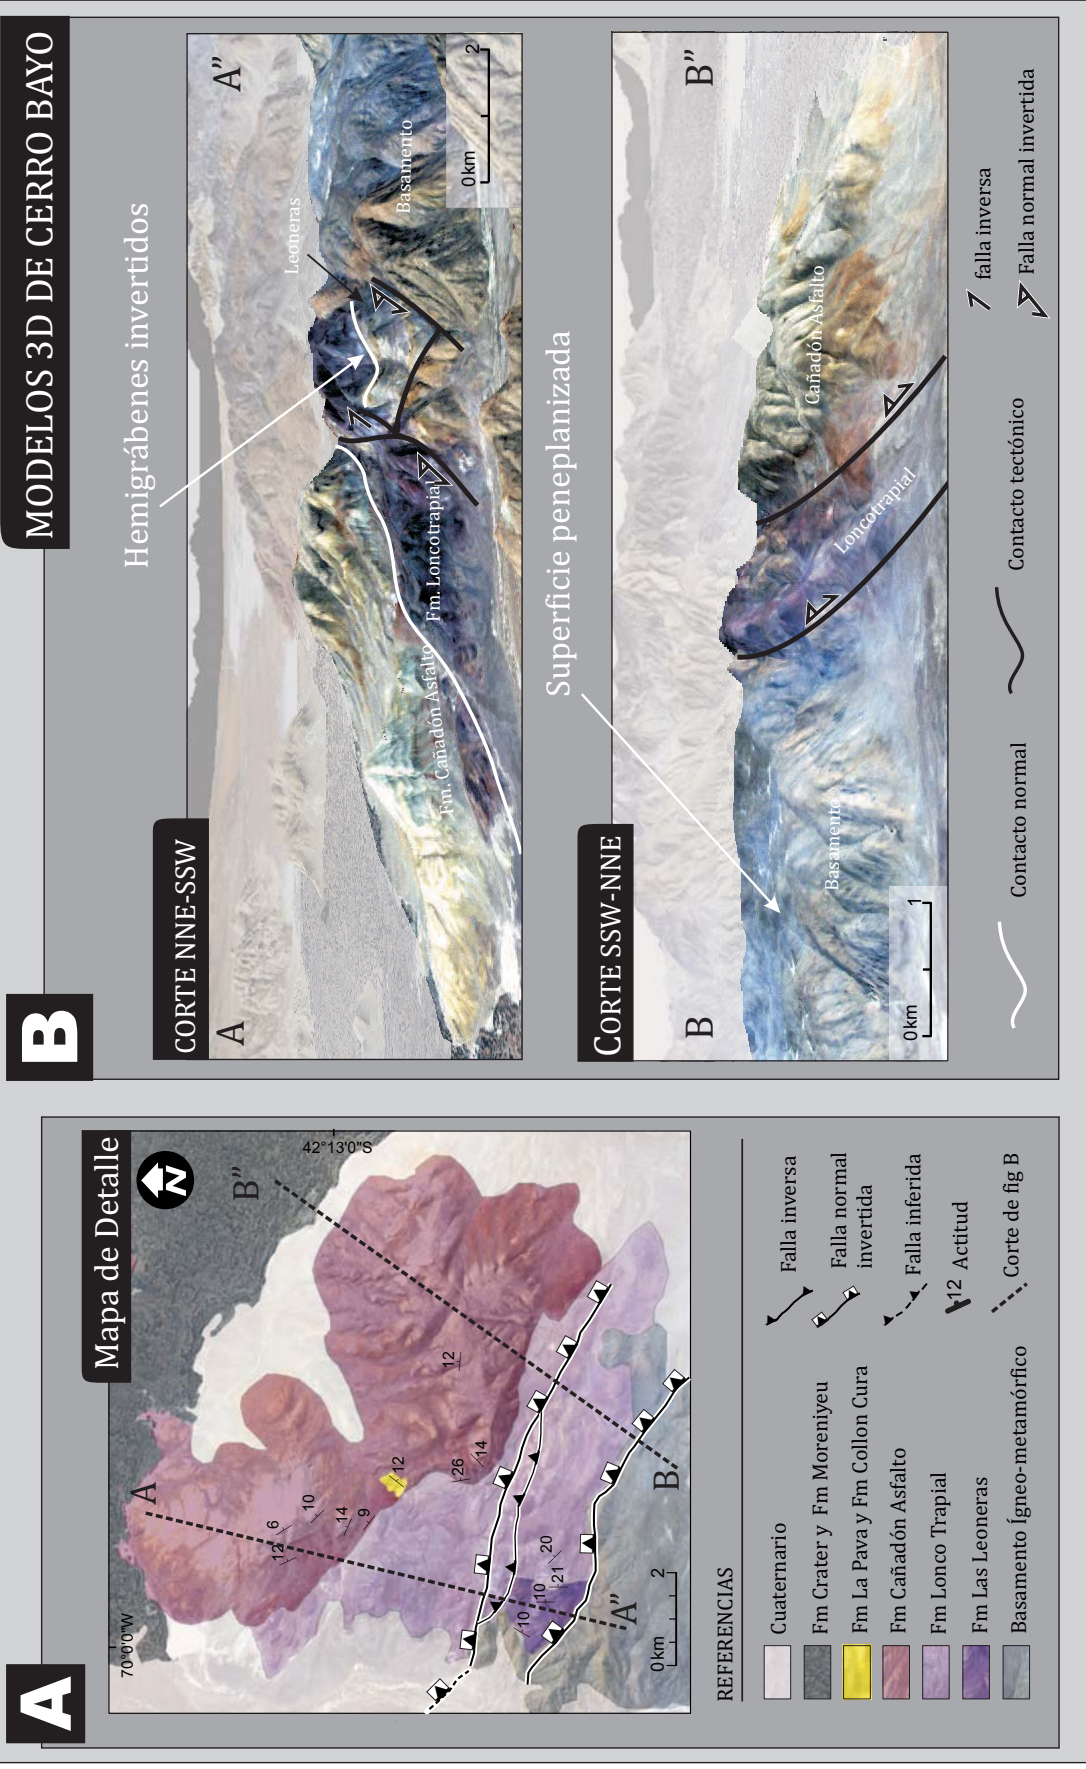 A
Mapa de Detalle
N
70°0'0"W
42°13'0"S
A
B''
6
12
10
14
9
12
26
14
12
20
21
10
10
A''
B
0km 2
REFERENCIAS
Cuaternario
Fm Crater y Fm Moreniyeu
Fm La Pava y Fm Collon Cura
Fm Cañadón Asfalto
Fm Lonco Trapial
Fm Las Leoneras
Basamento Ígneo-metamórfico
Falla inversa
Falla normal
invertida
Falla inferida
12 Actitud
Corte de fig B
B
MODELOS 3D DE CERRO BAYO
Hemigrábenes invertidos
CORTE NNE-SSW
A
A''
Leoneras
Basamento
Fm. Loncotrapial
Fm. Cañadón Asfalto
0km 2
Superficie peneplanizada
CORTE SSW-NNE
B
B''
Cañadón Asfalto
Loncotrapial
Basamento
0km 1
Contacto normal
Contacto tectónico
falla inversa
Falla normal invertida